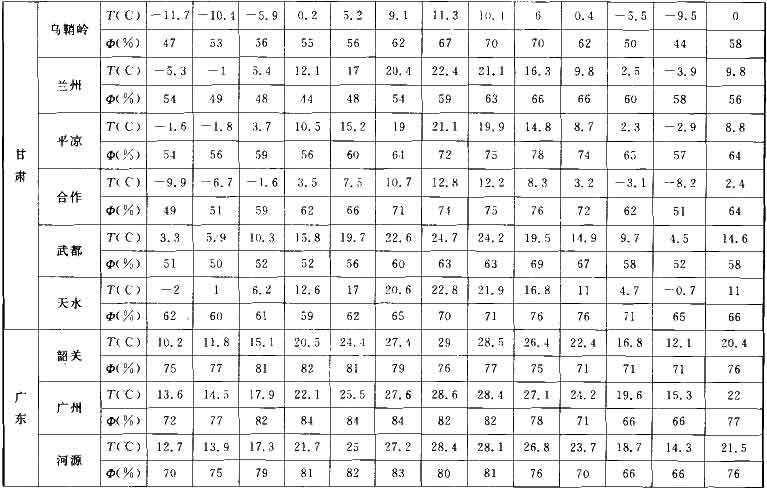 甘肃
乌鞘岭 T(℃) −11.7 −10.4 −5.9 0.2 5.2 9.1 11.3 10.1 6 0.4 −5.5 −9.5 0
Φ(%) 47 53 56 55 56 62 67 70 70 62 50 44 58
兰州 T(℃) −5.3 −1 5.4 12.1 17 20.4 22.4 21.1 16.3 9.8 2.5 −3.9 9.8
Φ(%) 54 49 48 44 48 54 59 63 66 66 60 58 56
平凉 T(℃) −4.6 −1.8 3.7 10.5 15.2 19 21.1 19.9 14.8 8.7 2.3 −2.9 8.8
Φ(%) 54 56 59 56 60 64 72 75 78 74 65 57 64
合作 T(℃) −9.9 −6.7 −1.6 3.5 7.5 10.7 12.8 12.2 8.3 3.2 −3.1 −8.2 2.4
Φ(%) 49 51 59 62 66 71 74 75 76 72 62 51 64
武都 T(℃) 3.3 5.9 10.3 15.8 19.7 22.6 24.7 24.2 19.5 14.9 9.7 4.5 14.6
Φ(%) 51 50 52 52 56 60 63 63 69 67 58 52 58
天水 T(℃) −2 1 6.2 12.6 17 20.6 22.8 21.9 16.8 11 4.7 −0.7 11
Φ(%) 62 60 61 59 62 65 70 71 76 76 71 65 66
广东
韶关 T(℃) 10.2 11.8 15.1 20.5 24.4 27.4 29 28.5 26.4 22.4 16.8 12.1 20.4
Φ(%) 75 77 81 82 81 79 76 77 75 71 71 71 76
广州 T(℃) 13.6 14.5 17.9 22.1 25.5 27.6 28.6 28.4 27.1 24.2 19.6 15.3 22
Φ(%) 72 77 82 84 84 84 82 82 78 71 66 66 77
河源 T(℃) 12.7 13.9 17.3 21.7 25 27.2 28.4 28.1 26.8 23.7 18.7 14.3 21.5
Φ(%) 70 75 79 81 82 83 80 81 76 70 66 66 76